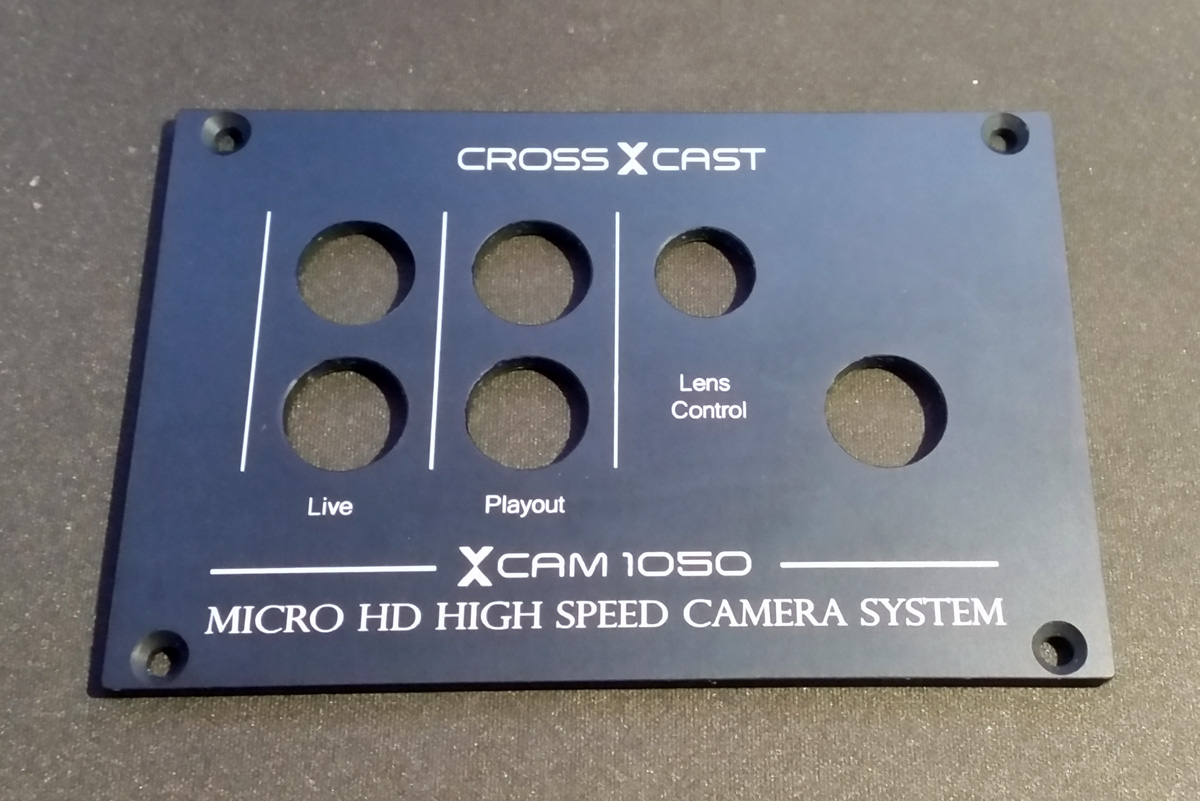 CROSS X CAST
Lens
Control
Live
Playout
XCAM 1050
MICRO HD HIGH SPEED CAMERA SYSTEM